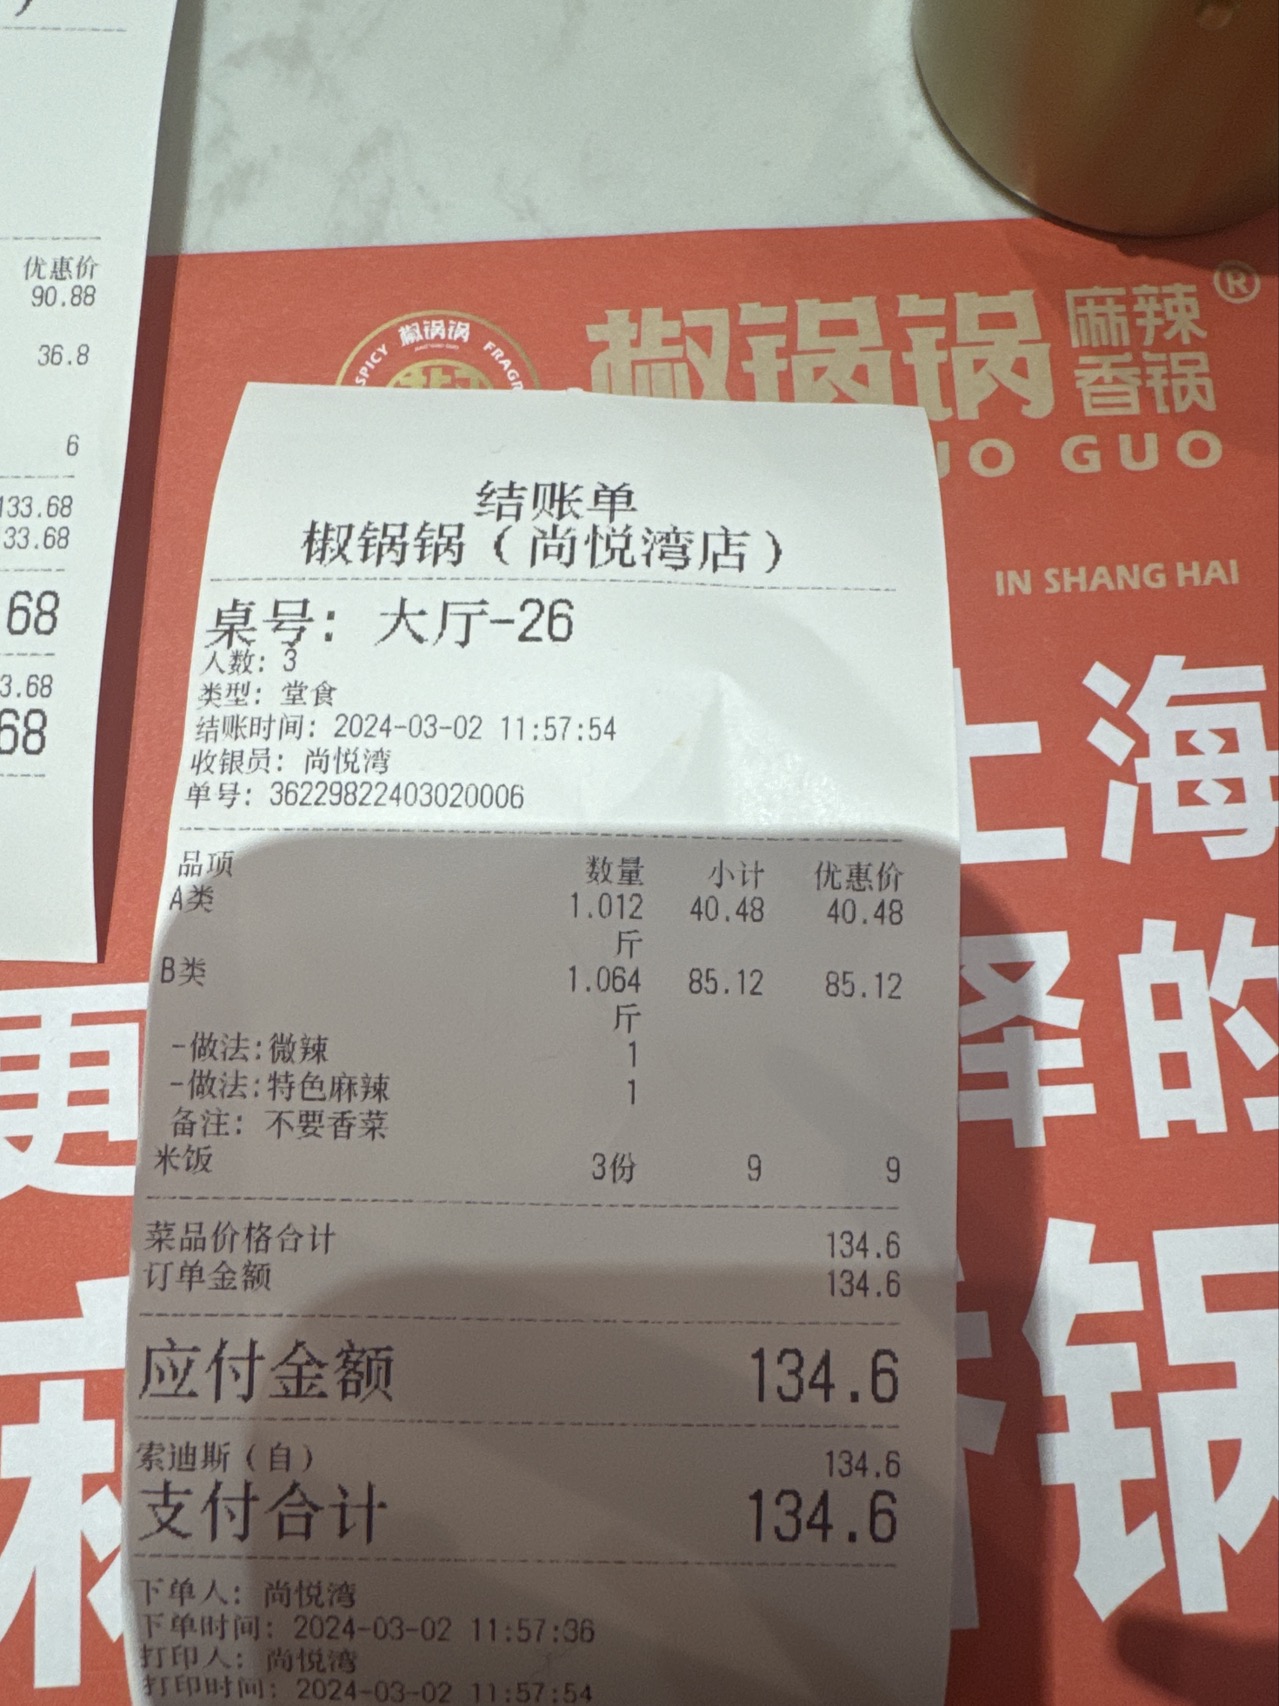 优惠价
90.88
36.8
6
133.68
33.68
68
3.68
68
椒锅锅
SPICY
椒锅锅 麻辣香锅 ®
UO GUO
IN SHANG HAI
上海
择的
更
锅
结账单
椒锅锅（尚悦湾店）
桌号: 大厅-26
人数: 3
类型: 堂食
结账时间: 2024-03-02 11:57:54
收银员: 尚悦湾
单号: 36229822403020006
品项 数量 小计 优惠价
A类 1.012 40.48 40.48
斤
B类 1.064 85.12 85.12
斤
-做法:微辣 1
-做法:特色麻辣 1
备注: 不要香菜
米饭 3份 9 9
菜品价格合计 134.6
订单金额 134.6
应付金额 134.6
索迪斯（自） 134.6
支付合计 134.6
下单人: 尚悦湾
下单时间: 2024-03-02 11:57:36
打印人: 尚悦湾
打印时间: 2024-03-02 11:57:54